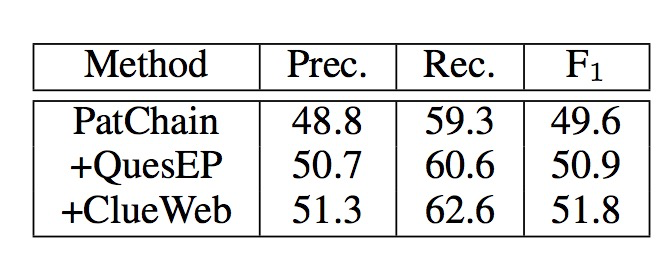 Method Prec. Rec. F₁
PatChain 48.8 59.3 49.6
+QuesEP 50.7 60.6 50.9
+ClueWeb 51.3 62.6 51.8